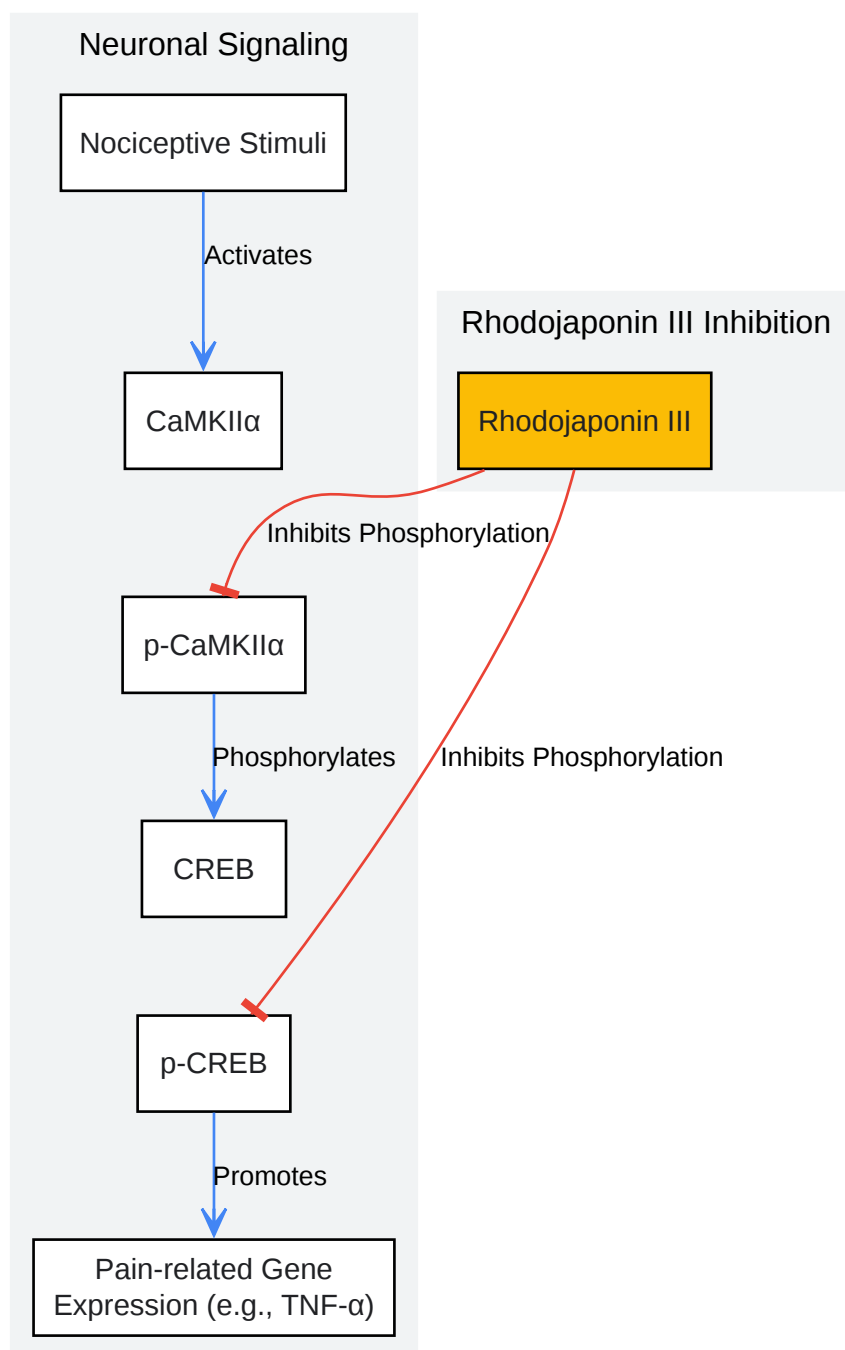 Neuronal Signaling
Nociceptive Stimuli
Activates
Rhodojaponin III Inhibition
CaMKIIα
Rhodojaponin III
Inhibits Phosphorylation
p-CaMKIIα
Phosphorylates
Inhibits Phosphorylation
CREB
p-CREB
Promotes
Pain-related Gene
Expression (e.g., TNF-α)